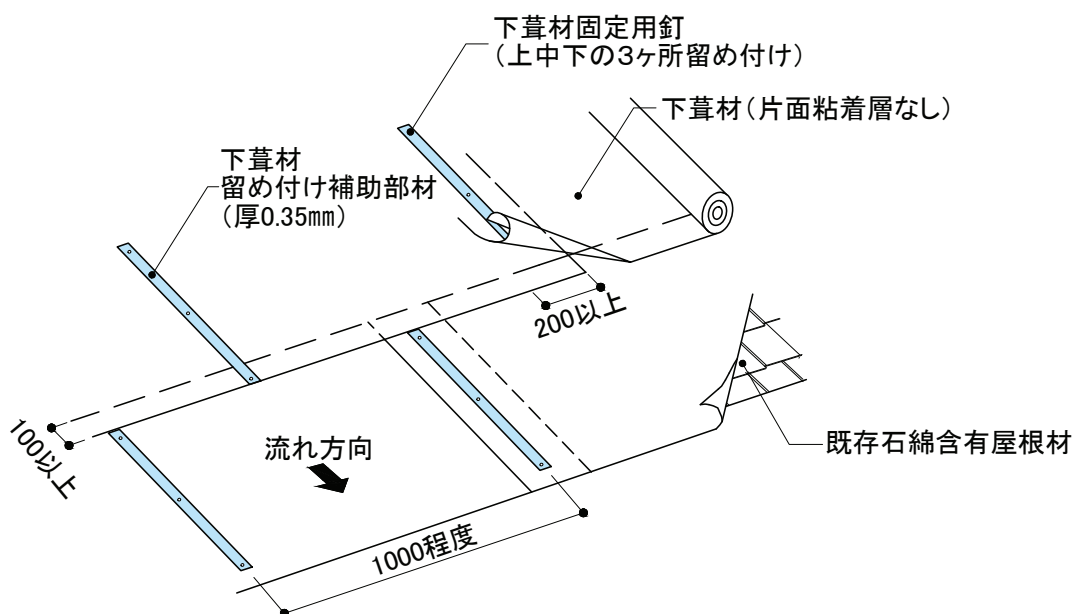 下葺材固定用釘
（上中下の3ヶ所留め付け）
下葺材（片面粘着層なし）
下葺材
留め付け補助部材
（厚0.35㎜）
200以上
100以上
流れ方向
既存石綿含有屋根材
1000程度